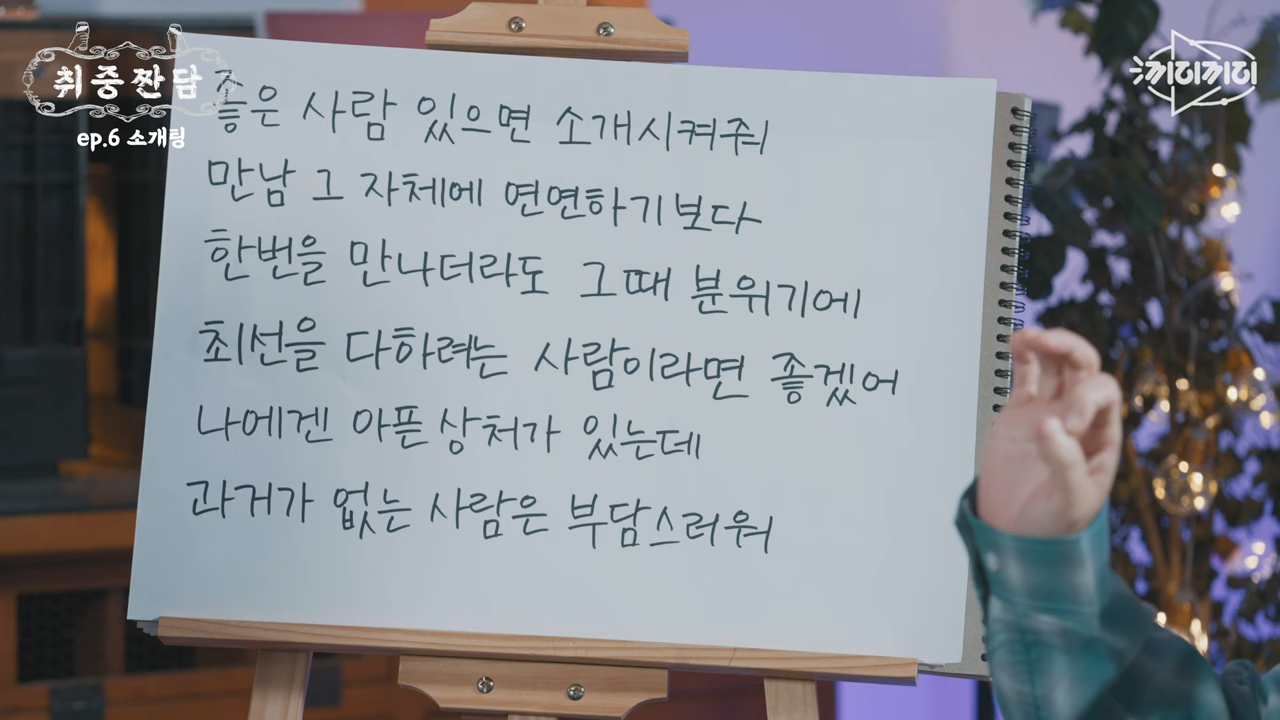 취중짠담
ep.6 소개팅
끼리끼리
좋은 사람 있으면 소개시켜줘
만남 그 자체에 연연하기보다
한번을 만나더라도 그때 분위기에
최선을 다하려는 사람이라면 좋겠어
나에겐 아픈 상처가 있는데
과거가 없는 사람은 부담스러워